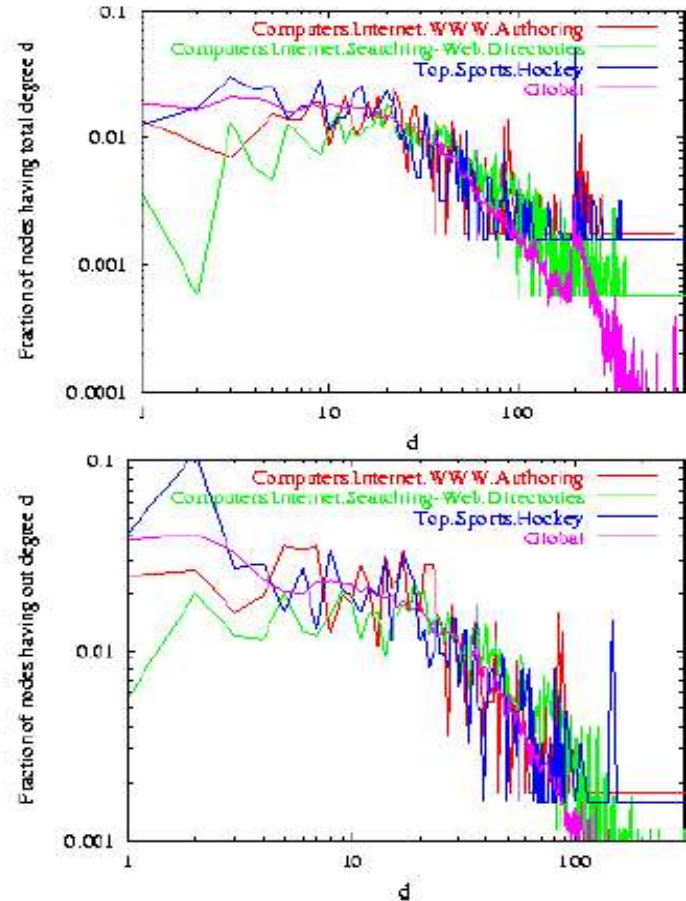 0.1
Computers.Internet.WWW.Authoring
Computers.Internet.Searching-Web.Directories
Top.Sports.Hockey
Global
0.01
0.001
0.0001
1 10 100
d
Fraction of nodes having total degree d
0.1
Computers.Internet.WWW.Authoring
Computers.Internet.Searching-Web.Directories
Top.Sports.Hockey
Global
0.01
0.001
1 10 100
d
Fraction of nodes having out degree d